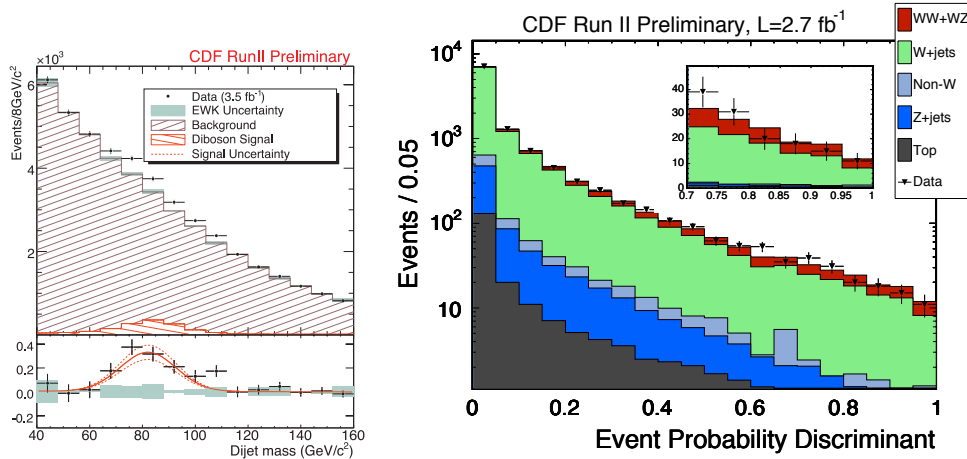 CDF RunII Preliminary
×10³
Events/8GeV/c²
6
4
2
Data (3.5 fb⁻¹)
EWK Uncertainty
Background
Diboson Signal
Signal Uncertainty
0.4
0.2
0.0
-0.2
40 60 80 100 120 140 160
Dijet mass (GeV/c²)
CDF Run II Preliminary, L=2.7 fb⁻¹
Events / 0.05
10⁴
10³
10²
10
0 0.2 0.4 0.6 0.8 1
Event Probability Discriminant
40
30
20
10
0
0.7 0.75 0.8 0.85 0.9 0.95 1
WW+WZ
W+jets
Non-W
Z+jets
Top
Data